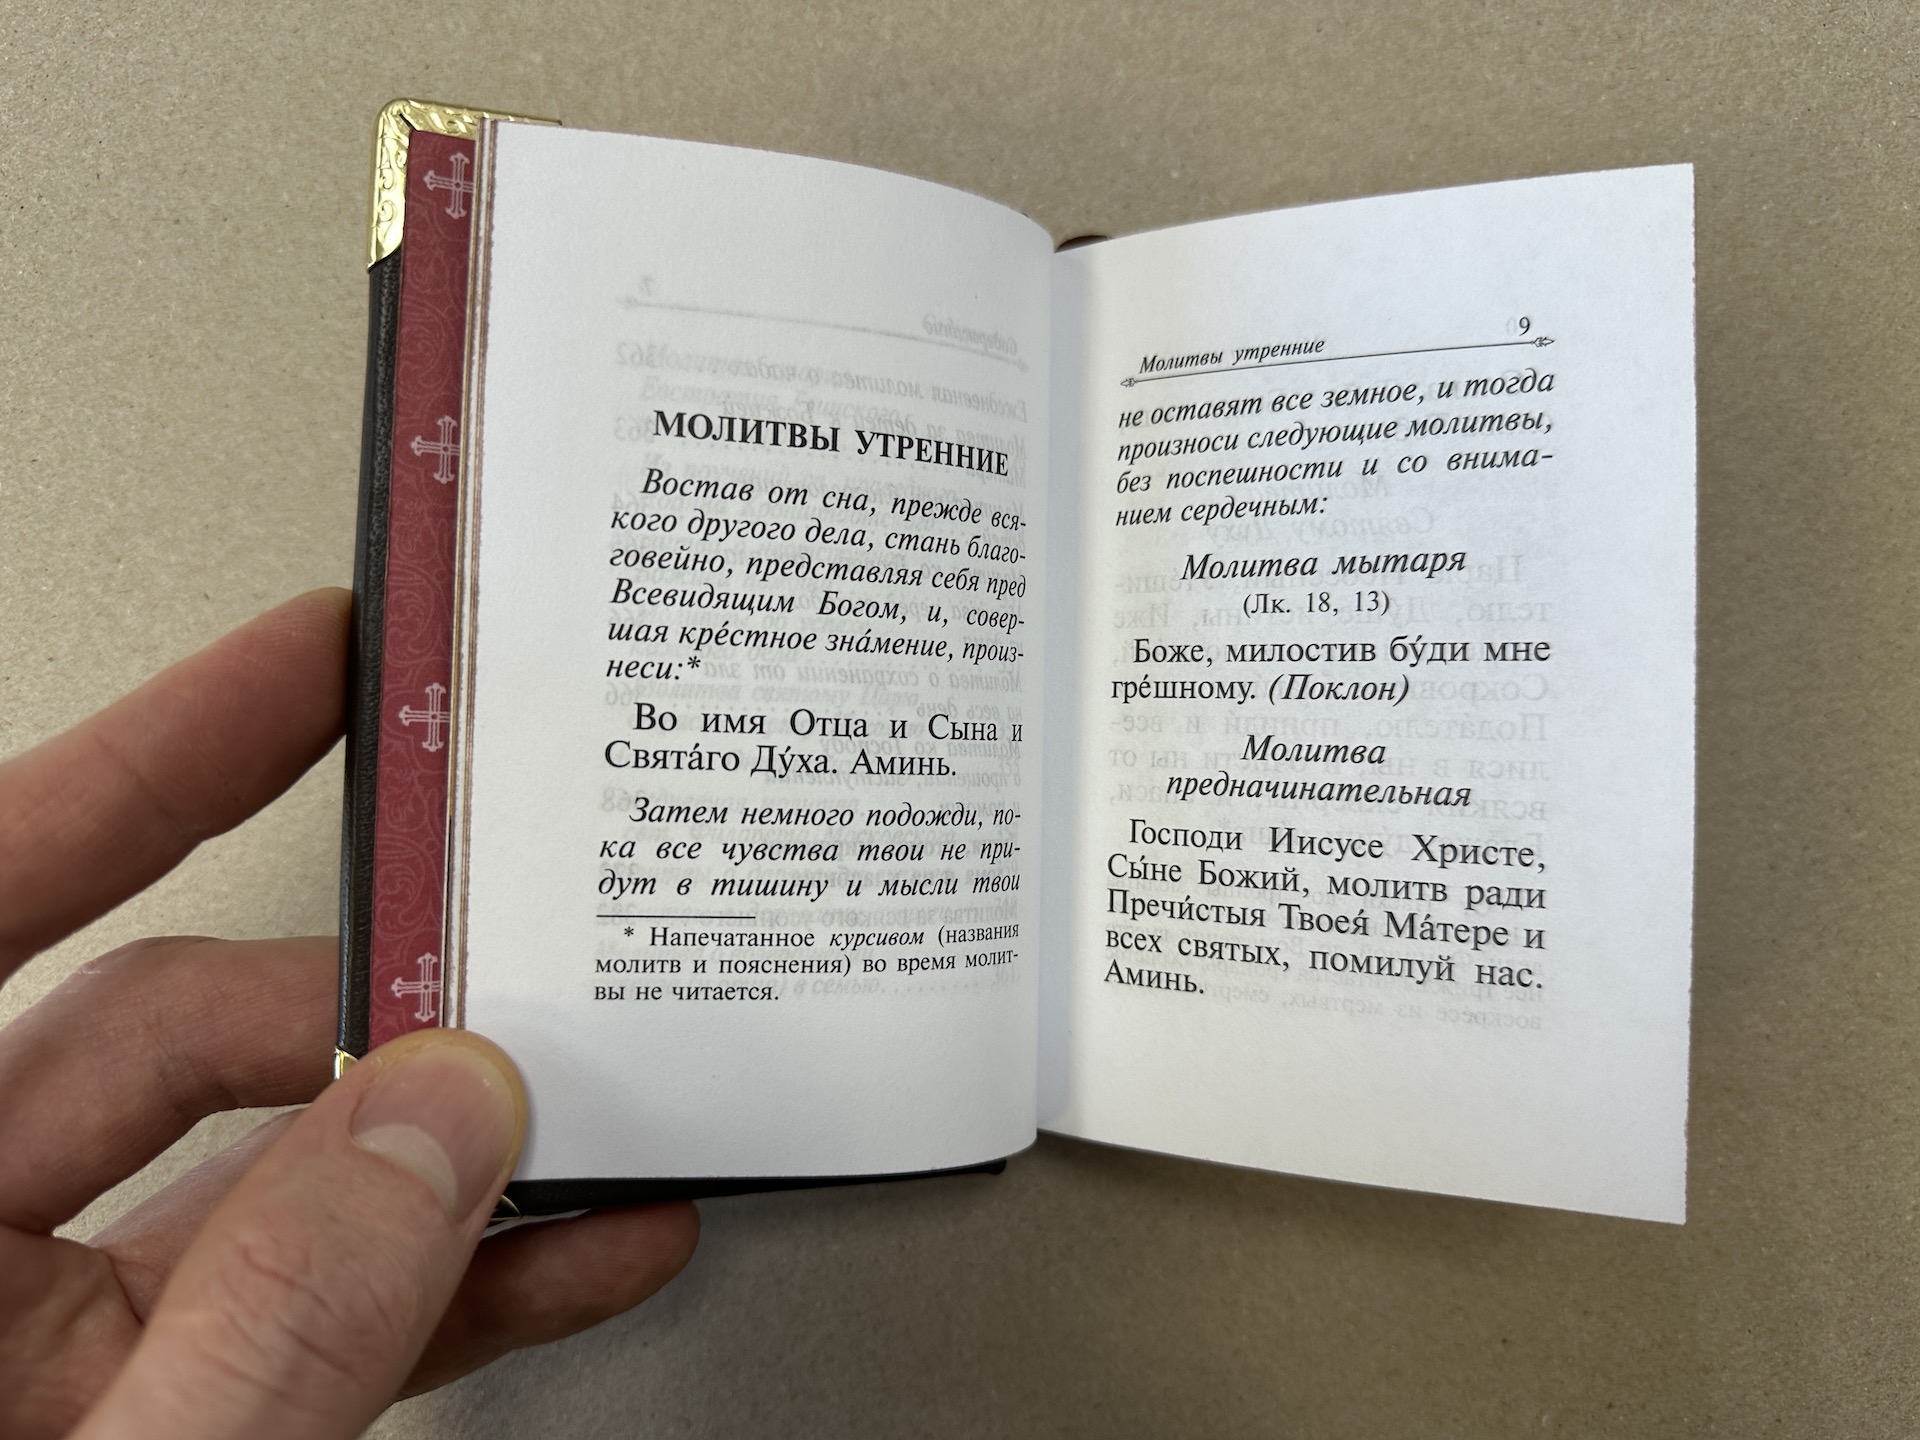 МОЛИТВЫ УТРЕННИЕ
Востав от сна, прежде вся-
кого другого дела, стань благо-
говейно, представляя себя пред
Всевидящим Богом, и, совер-
шая кре́стное зна́мение, произ-
неси:*
Во имя Отца и Сына и
Свята́го Ду́ха. Аминь.
Затем немного подожди, по-
ка все чувства твои не при-
дут в тишину и мысли твои
* Напечатанное курсивом (названия
молитв и пояснения) во время молит-
вы не читается.
Молитвы утренние 9
не оставят все земное, и тогда
произноси следующие молитвы,
без поспешности и со внима-
нием сердечным:
Молитва мытаря
(Лк. 18, 13)
Боже, милостив бу́ди мне
гре́шному. (Поклон)
Молитва
предначинательная
Господи Иисусе Христе,
Сы́не Божий, молитв ради
Пречи́стыя Твоея́ Ма́тере и
всех святых, помилуй нас.
Аминь.